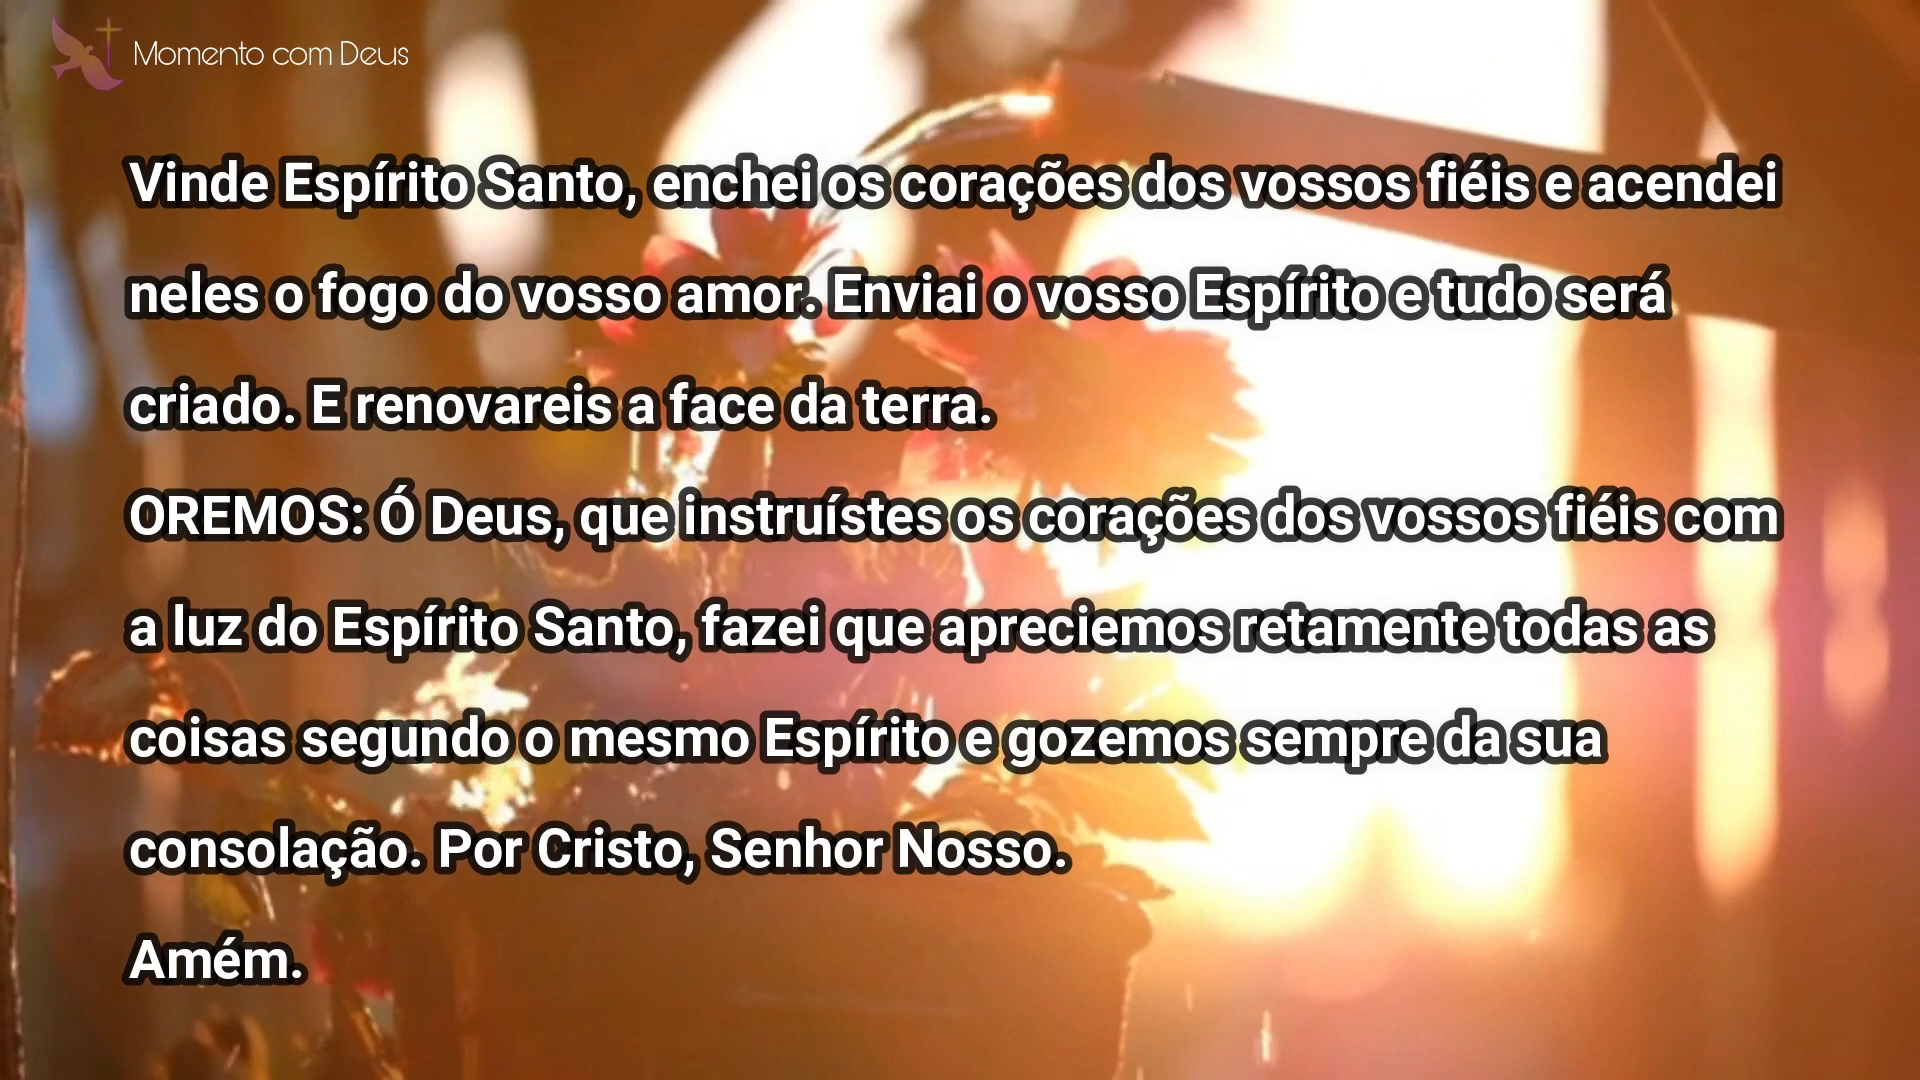 Momento com Deus
Vinde Espírito Santo, enchei os corações dos vossos fiéis e acendei
neles o fogo do vosso amor. Enviai o vosso Espírito e tudo será
criado. E renovareis a face da terra.
OREMOS: Ó Deus, que instruístes os corações dos vossos fiéis com
a luz do Espírito Santo, fazei que apreciemos retamente todas as
coisas segundo o mesmo Espírito e gozemos sempre da sua
consolação. Por Cristo, Senhor Nosso.
Amém.